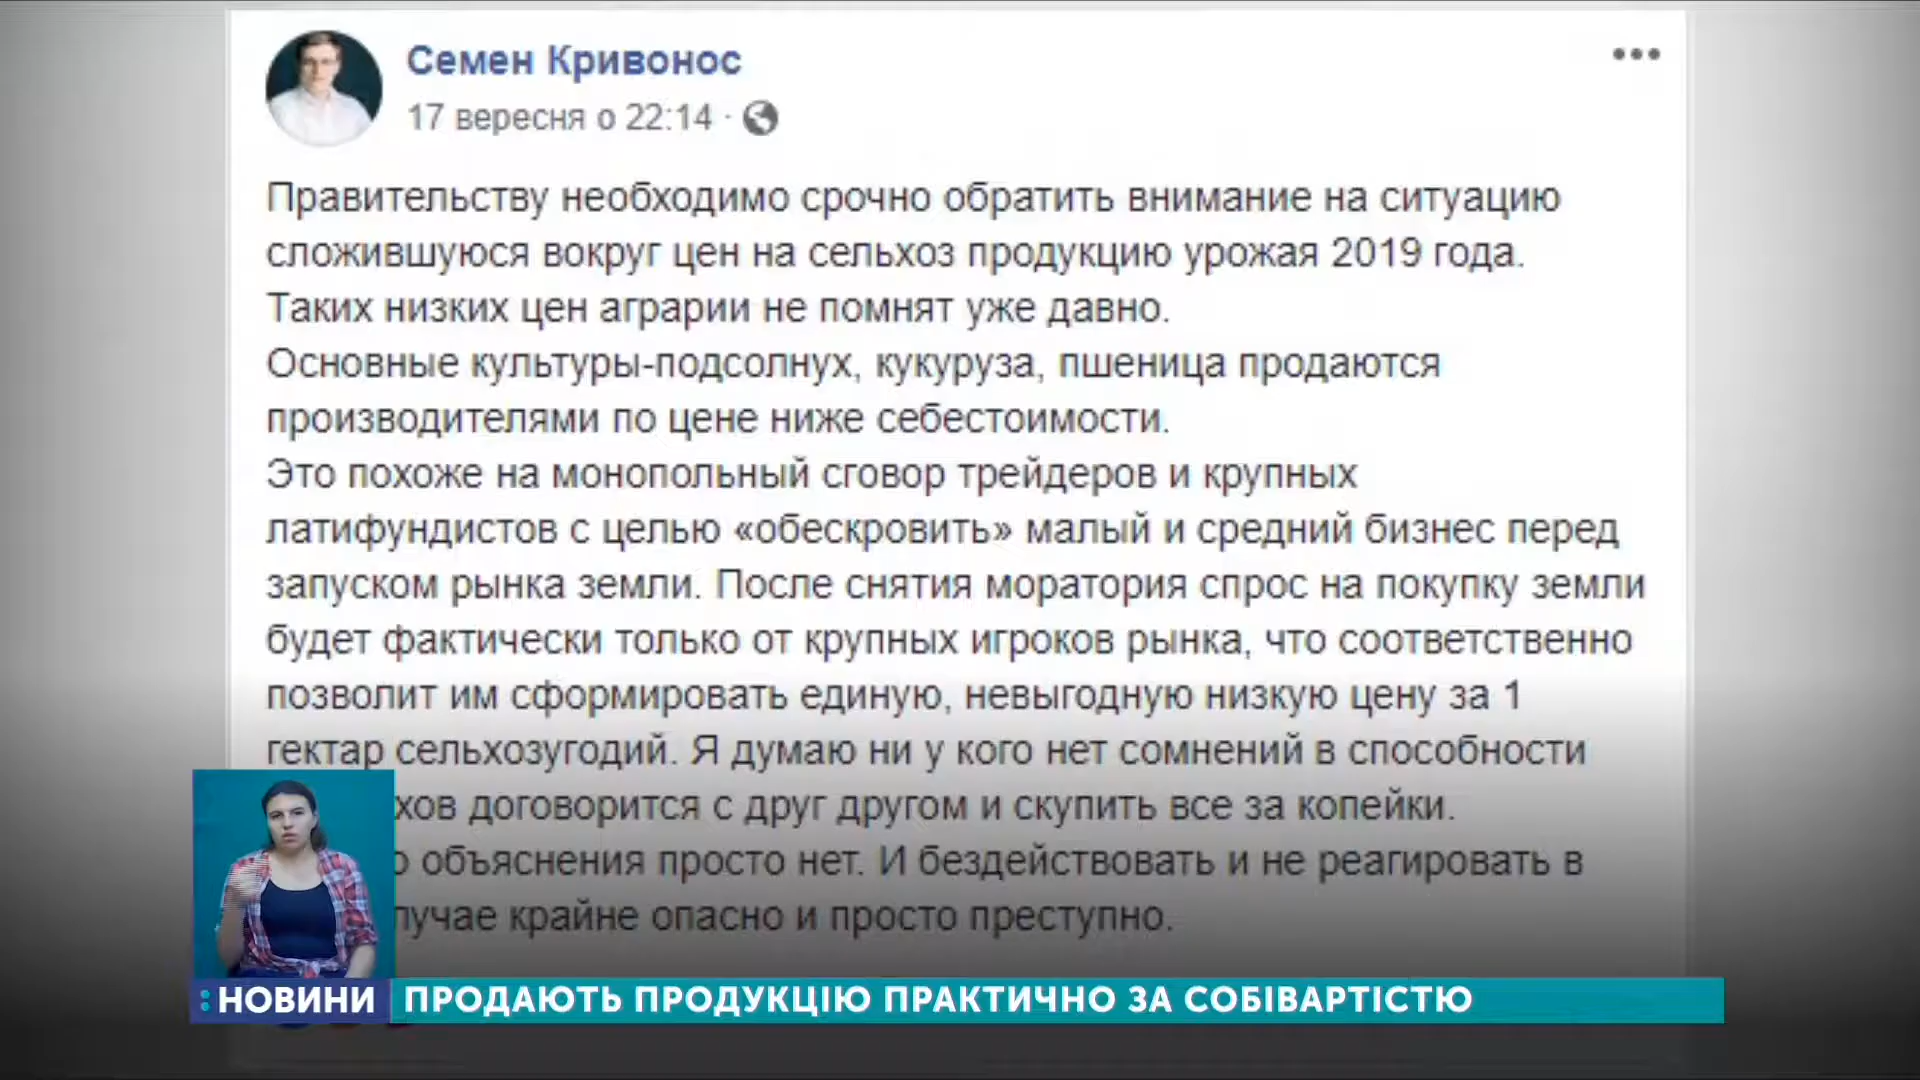 Семен Кривонос
17 вересня о 22:14 ·
Правительству необходимо срочно обратить внимание на ситуацию
сложившуюся вокруг цен на сельхоз продукцию урожая 2019 года.
Таких низких цен аграрии не помнят уже давно.
Основные культуры-подсолнух, кукуруза, пшеница продаются
производителями по цене ниже себестоимости.
Это похоже на монопольный сговор трейдеров и крупных
латифундистов с целью «обескровить» малый и средний бизнес перед
запуском рынка земли. После снятия моратория спрос на покупку земли
будет фактически только от крупных игроков рынка, что соответственно
позволит им сформировать единую, невыгодную низкую цену за 1
гектар сельхозугодий. Я думаю ни у кого нет сомнений в способности
договорится с друг другом и скупить все за копейки.
объяснения просто нет. И бездействовать и не реагировать в
крайне опасно и просто преступно.
НОВИНИ ПРОДАЮТЬ ПРОДУКЦІЮ ПРАКТИЧНО ЗА СОБІВАРТІСТЮ